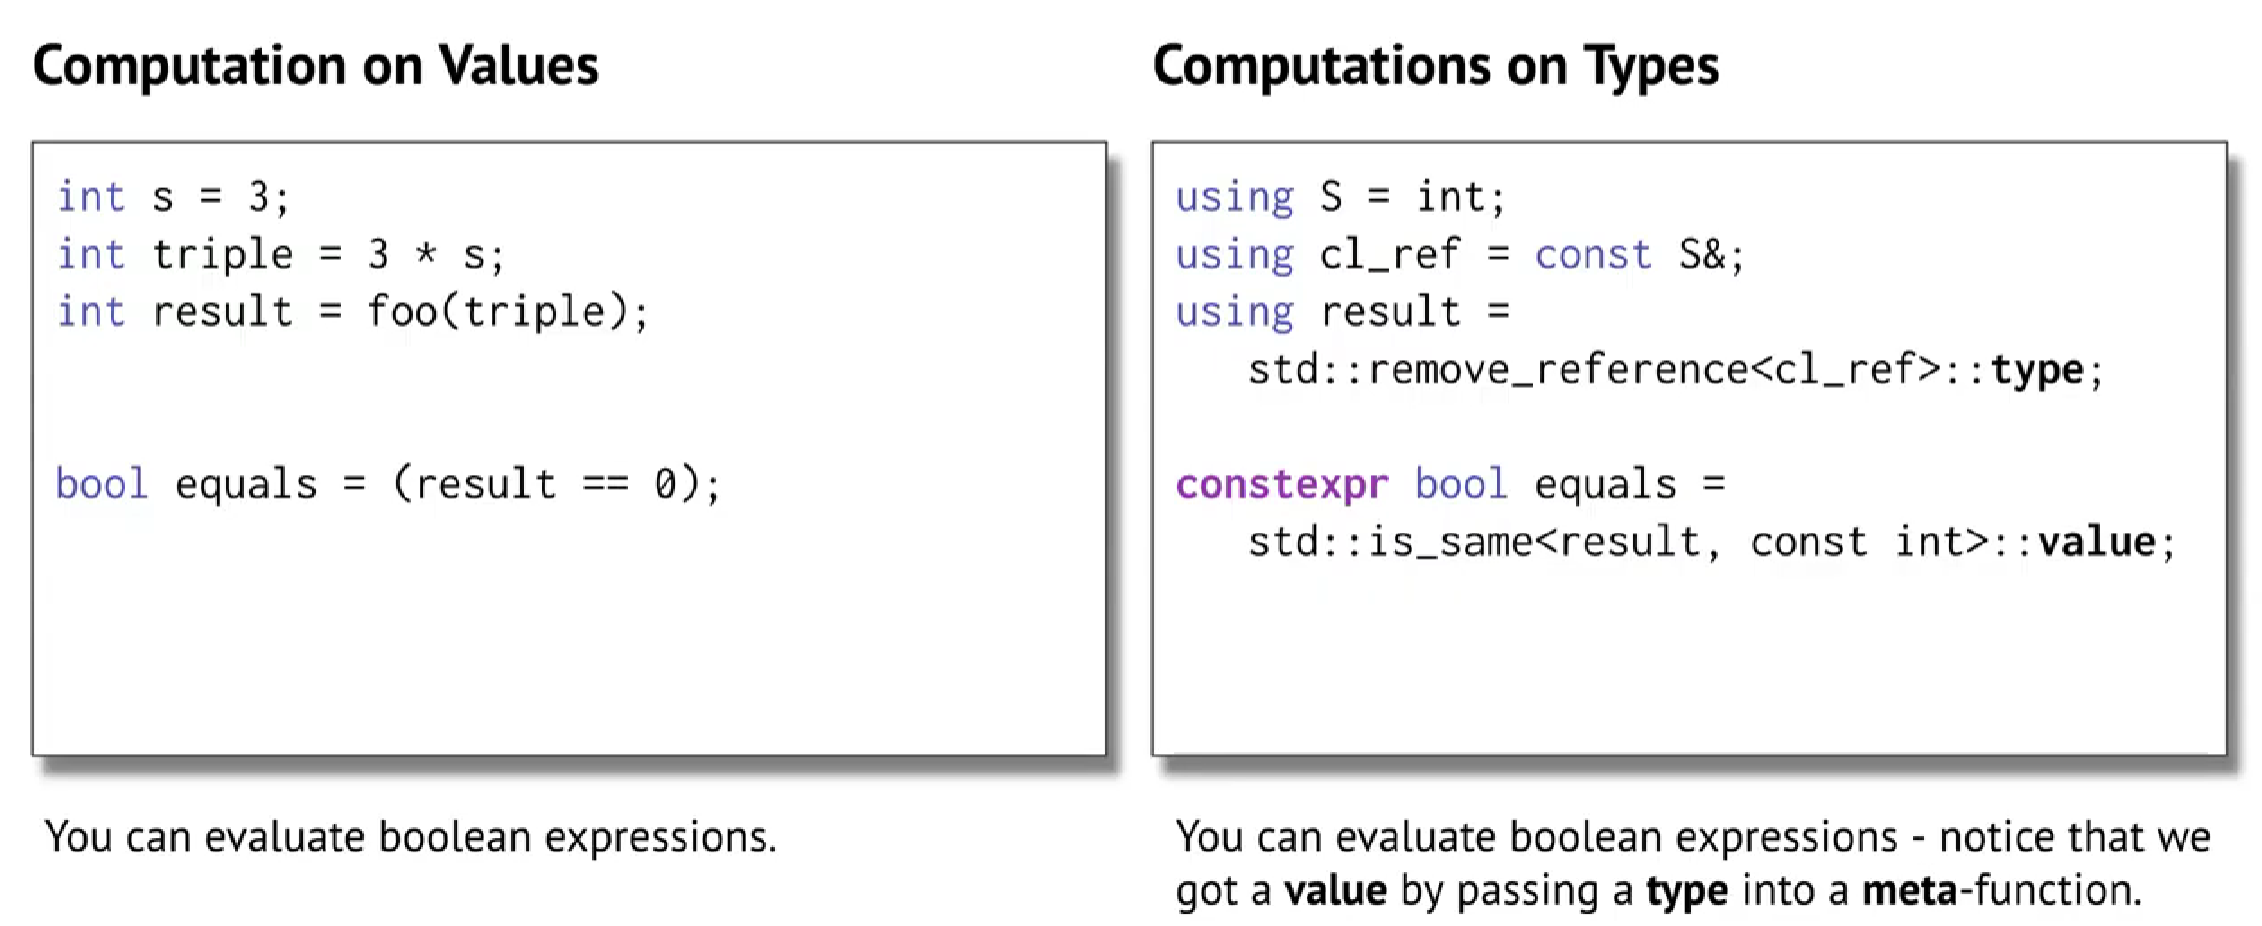 Computation on Values
int s = 3;
int triple = 3 * s;
int result = foo(triple);
bool equals = (result == 0);
You can evaluate boolean expressions.
Computations on Types
using S = int;
using cl_ref = const S&;
using result =
std::remove_reference<cl_ref>::type;
constexpr bool equals =
std::is_same<result, const int>::value;
You can evaluate boolean expressions - notice that we
got a value by passing a type into a meta-function.